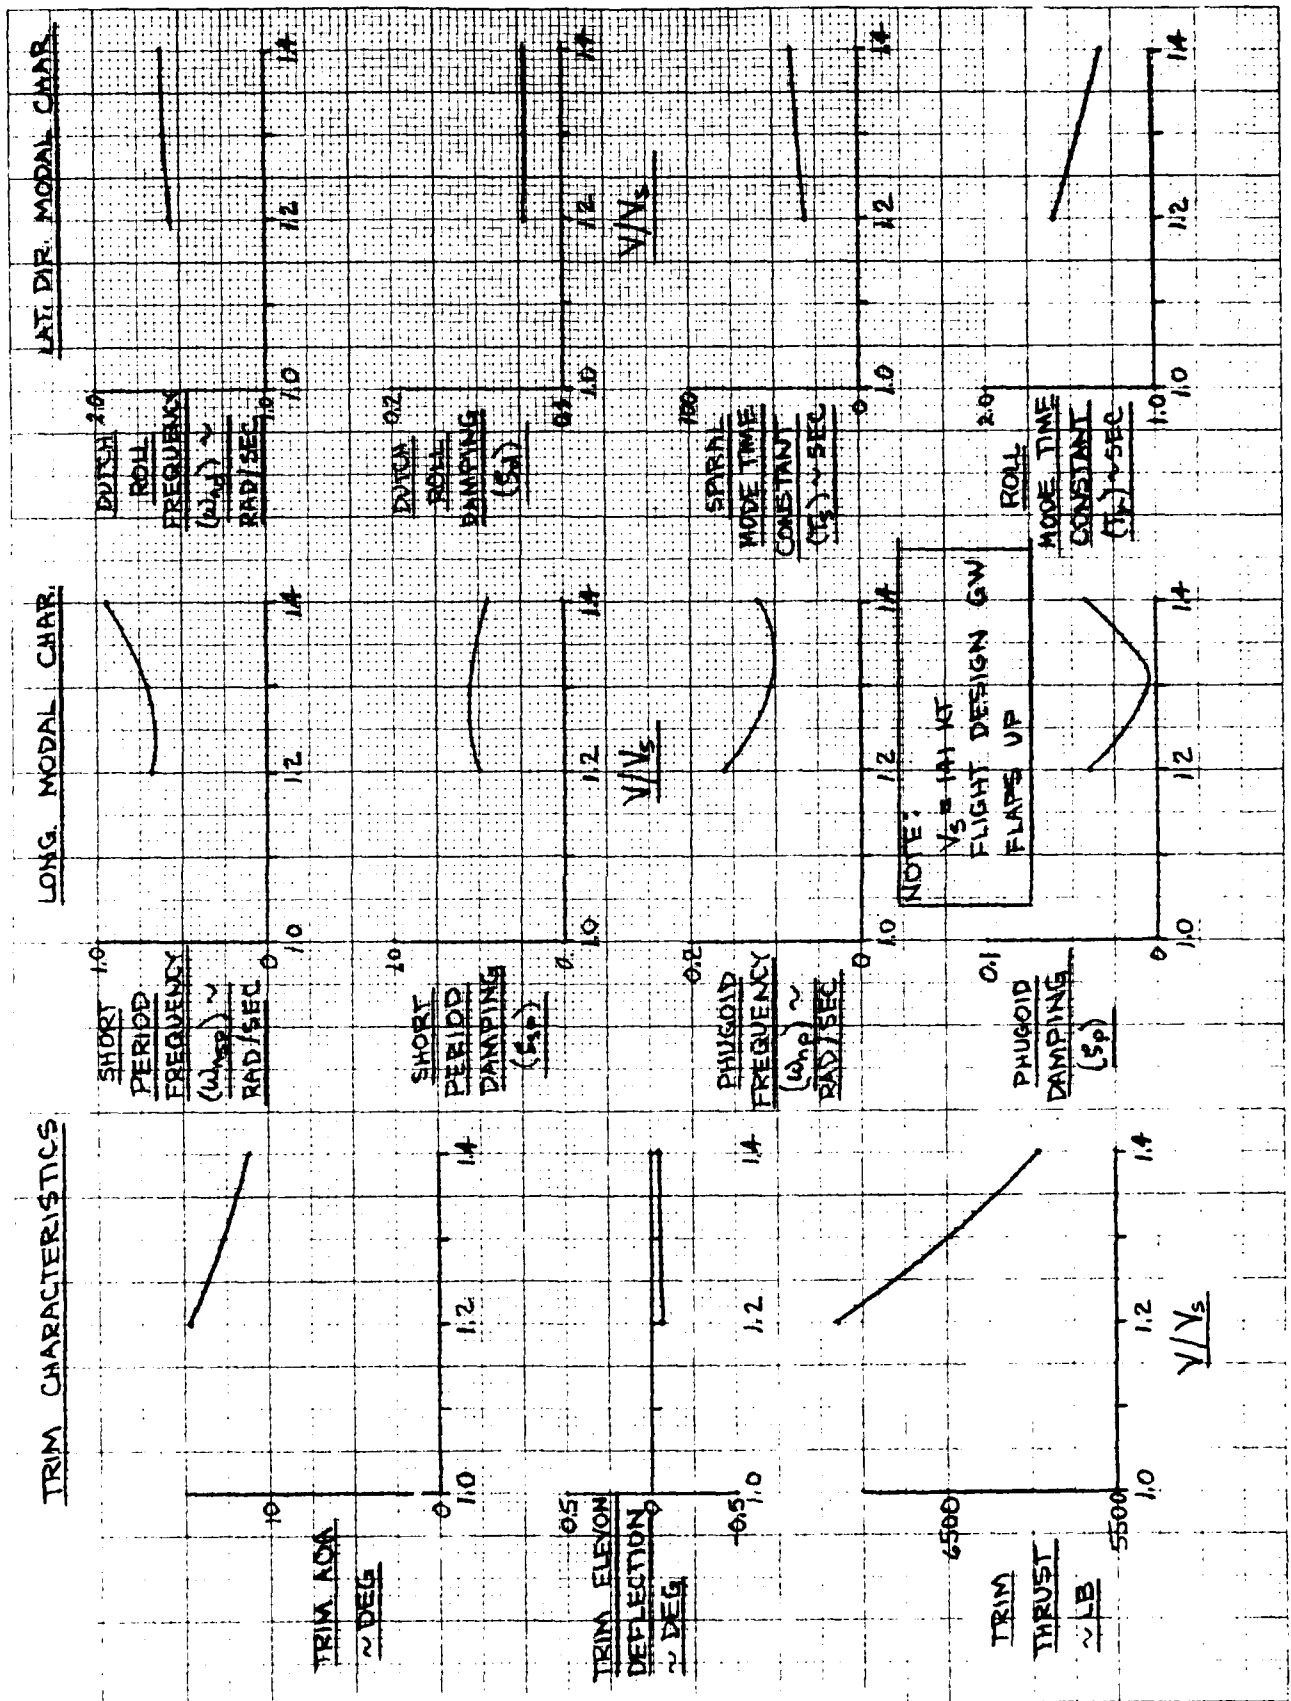 TRIM CHARACTERISTICS
TRIM AOA
~ DEG
10
0
1.0
1.2
1.4
TRIM ELEVON
DEFLECTION
~ DEG
0.5
0
-0.5
1.0
1.2
1.4
TRIM
THRUST
~ LB
6500
5500
1.0
1.2
1.4
V/Vs
LONG. MODAL CHAR.
SHORT
PERIOD
FREQUENCY
(ωnsp) ~
RAD/SEC
1.0
0
1.0
1.2
1.4
SHORT
PERIOD
DAMPING
(ζsp)
1.0
0.1
1.0
1.2
1.4
V/Vs
PHUGOID
FREQUENCY
(ωnp) ~
RAD/SEC
0.2
0
1.0
1.2
1.4
NOTE:
Vs = 141 KT
FLIGHT DESIGN GW
FLAPS UP
PHUGOID
DAMPING
(ζp)
0.1
0
1.0
1.2
1.4
LAT. DIR. MODAL CHAR
DUTCH
ROLL
FREQUENCY
(ωnd) ~
RAD/SEC
2.0
1.0
1.0
1.2
1.4
DUTCH
ROLL
DAMPING
(ζd)
0.2
1.0
1.2
1.4
V/Vs
SPIRAL
MODE TIME
CONSTANT
(Ts) ~ SEC
100
0
1.0
1.2
1.4
ROLL
MODE TIME
CONSTANT
(Tr) ~ SEC
2.0
1.0
1.0
1.2
1.4